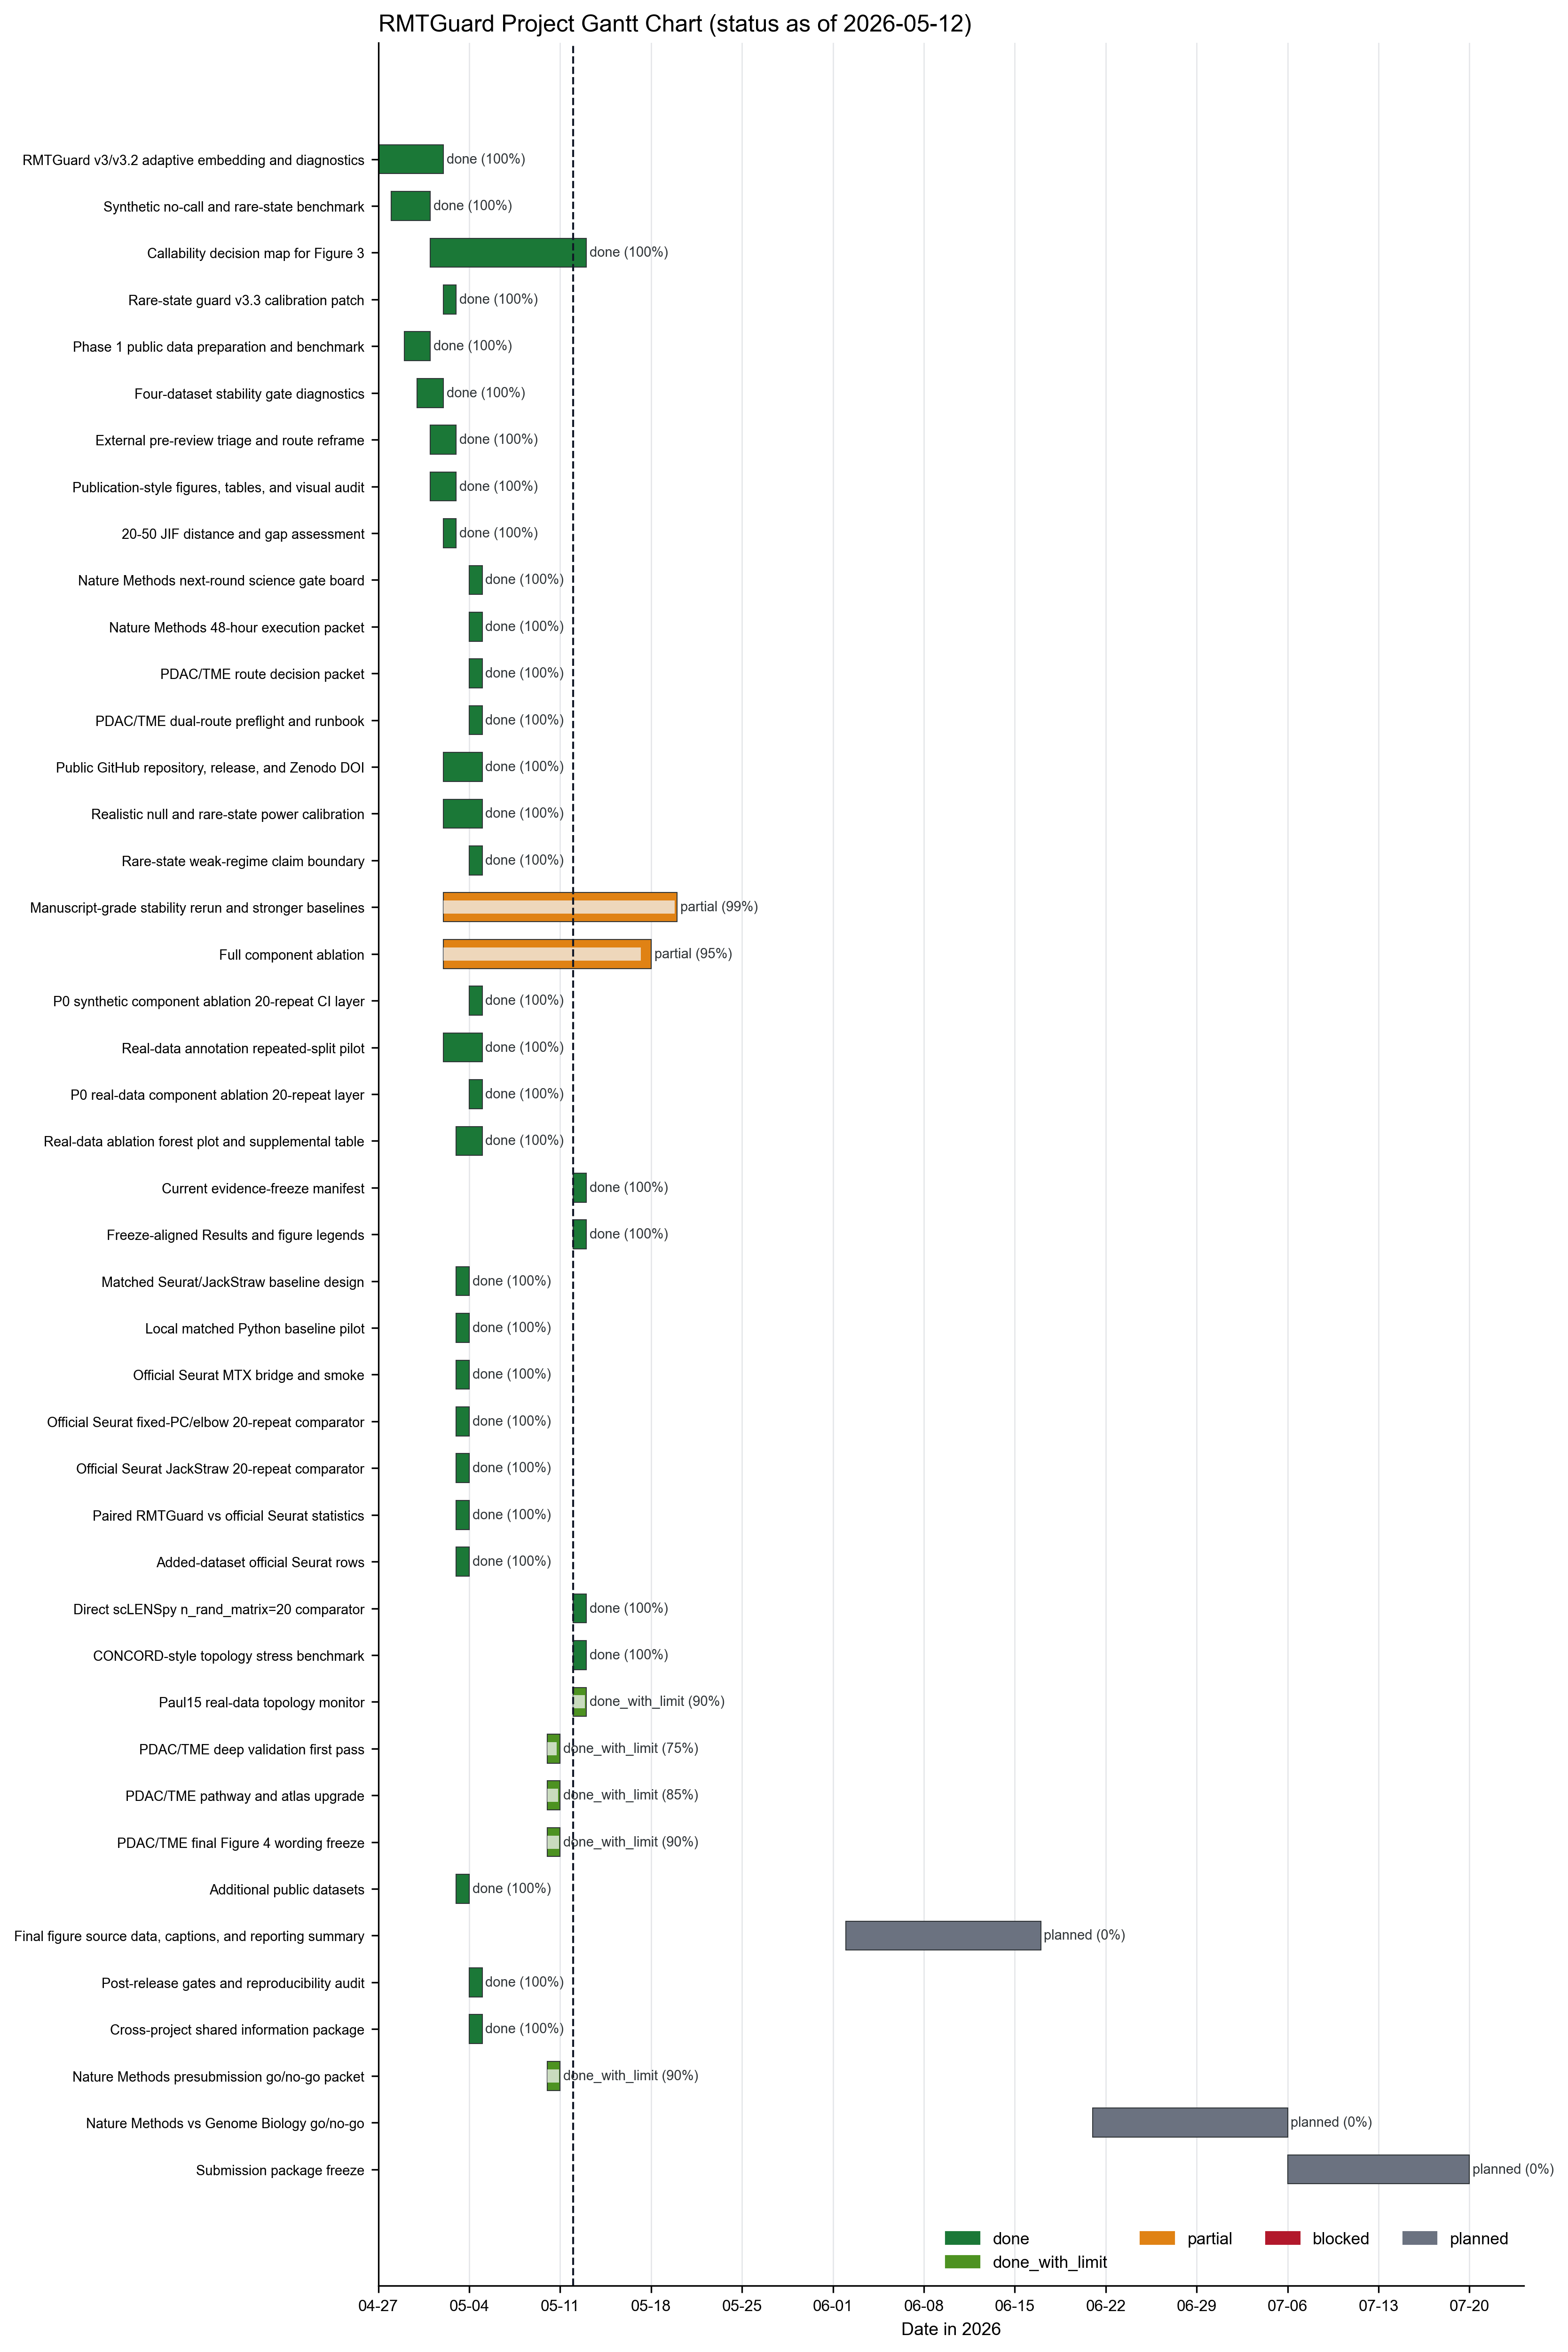 RMTGuard Project Gantt Chart (status as of 2026-05-12)
RMTGuard v3/v3.2 adaptive embedding and diagnostics done (100%)
Synthetic no-call and rare-state benchmark done (100%)
Callability decision map for Figure 3 done (100%)
Rare-state guard v3.3 calibration patch done (100%)
Phase 1 public data preparation and benchmark done (100%)
Four-dataset stability gate diagnostics done (100%)
External pre-review triage and route reframe done (100%)
Publication-style figures, tables, and visual audit done (100%)
20-50 JIF distance and gap assessment done (100%)
Nature Methods next-round science gate board done (100%)
Nature Methods 48-hour execution packet done (100%)
PDAC/TME route decision packet done (100%)
PDAC/TME dual-route preflight and runbook done (100%)
Public GitHub repository, release, and Zenodo DOI done (100%)
Realistic null and rare-state power calibration done (100%)
Rare-state weak-regime claim boundary done (100%)
Manuscript-grade stability rerun and stronger baselines partial (99%)
Full component ablation partial (95%)
P0 synthetic component ablation 20-repeat CI layer done (100%)
Real-data annotation repeated-split pilot done (100%)
P0 real-data component ablation 20-repeat layer done (100%)
Real-data ablation forest plot and supplemental table done (100%)
Current evidence-freeze manifest done (100%)
Freeze-aligned Results and figure legends done (100%)
Matched Seurat/JackStraw baseline design done (100%)
Local matched Python baseline pilot done (100%)
Official Seurat MTX bridge and smoke done (100%)
Official Seurat fixed-PC/elbow 20-repeat comparator done (100%)
Official Seurat JackStraw 20-repeat comparator done (100%)
Paired RMTGuard vs official Seurat statistics done (100%)
Added-dataset official Seurat rows done (100%)
Direct scLENSpy n_rand_matrix=20 comparator done (100%)
CONCORD-style topology stress benchmark done (100%)
Paul15 real-data topology monitor done_with_limit (90%)
PDAC/TME deep validation first pass done_with_limit (75%)
PDAC/TME pathway and atlas upgrade done_with_limit (85%)
PDAC/TME final Figure 4 wording freeze done_with_limit (90%)
Additional public datasets done (100%)
Final figure source data, captions, and reporting summary planned (0%)
Post-release gates and reproducibility audit done (100%)
Cross-project shared information package done (100%)
Nature Methods presubmission go/no-go packet done_with_limit (90%)
Nature Methods vs Genome Biology go/no-go planned (0%)
Submission package freeze planned (0%)
done partial blocked planned
done_with_limit
04-27 05-04 05-11 05-18 05-25 06-01 06-08 06-15 06-22 06-29 07-06 07-13 07-20
Date in 2026